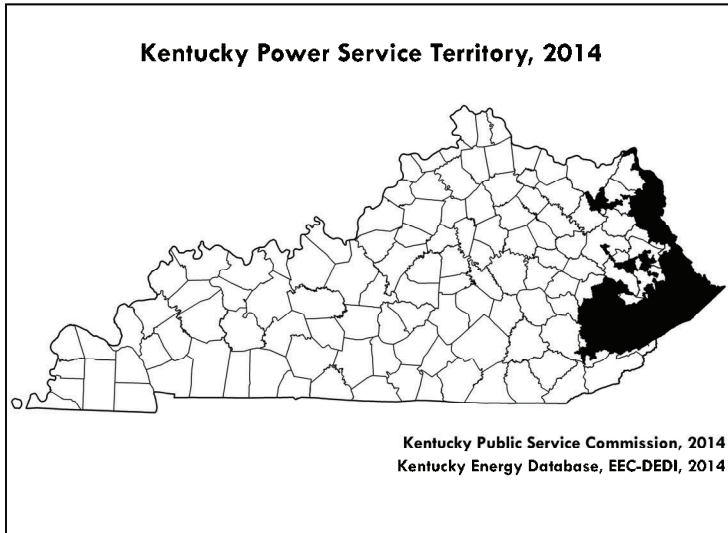 Kentucky Power Service Territory, 2014
Kentucky Public Service Commission, 2014
Kentucky Energy Database, EEC-DEDI, 2014